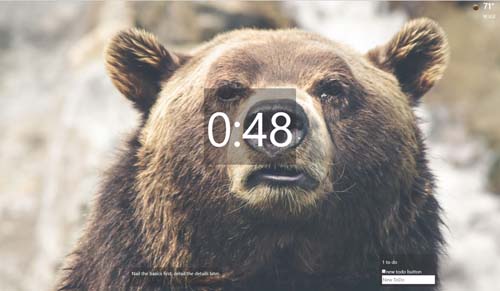 71°
0:48
Nail the basics first, detail the details later.
1 to do
new todo button
New ToDo